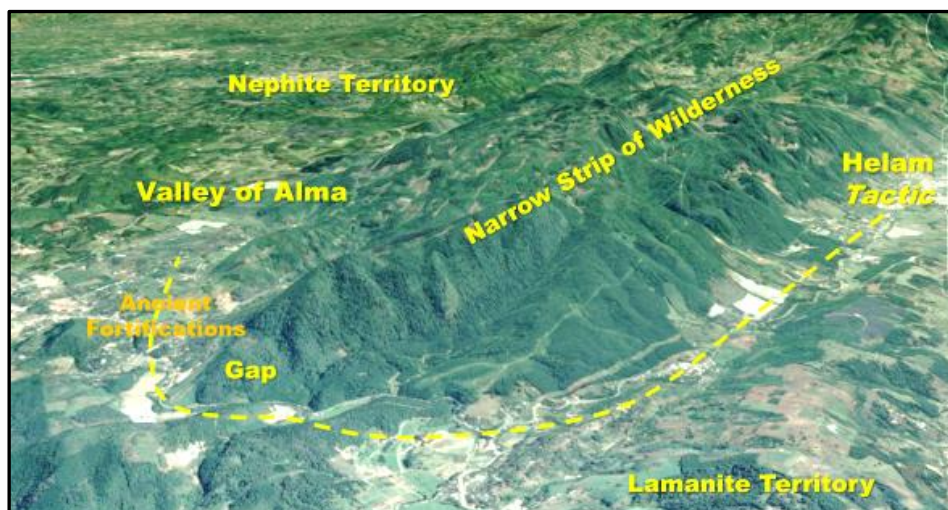 Nephite Territory
Narrow Strip of Wilderness
Helam
Tactic
Valley of Alma
Ancient
Fortifications
Gap
Lamanite Territory